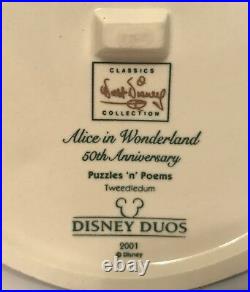 CLASSICS
Walt Disney
COLLECTION
Alice in Wonderland
50th Anniversary
Puzzles 'n' Poems
Tweedledum
DISNEY DUOS
2001
© Disney